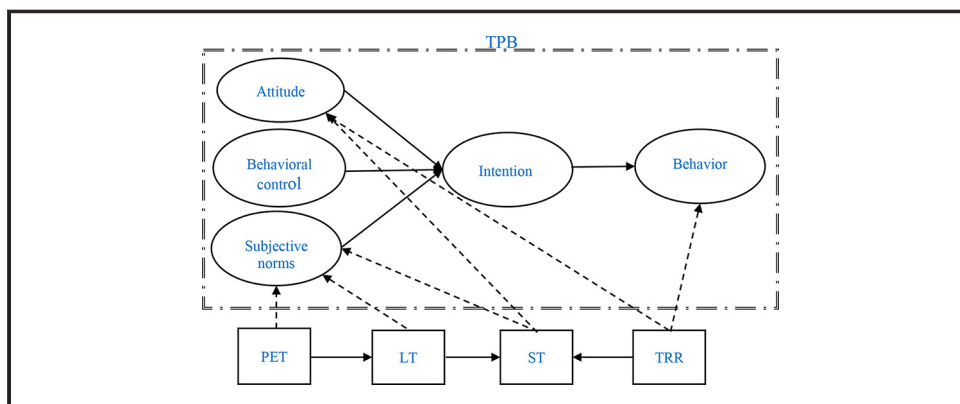 TPB
Attitude
Behavioral
control
Intention
Behavior
Subjective
norms
PET
LT
ST
TRR